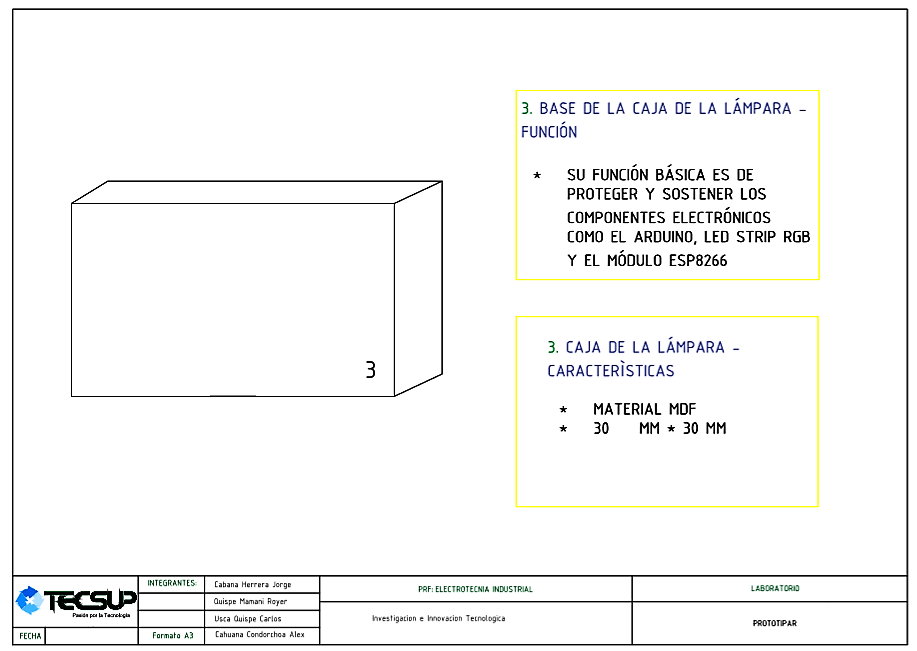 3. BASE DE LA CAJA DE LA LÁMPARA -
FUNCIÓN
* SU FUNCIÓN BÁSICA ES DE
PROTEGER Y SOSTENER LOS
COMPONENTES ELECTRÓNICOS
COMO EL ARDUINO, LED STRIP RGB
Y EL MÓDULO ESP8266
3
3. CAJA DE LA LÁMPARA -
CARACTERÌSTICAS
* MATERIAL MDF
* 30 MM * 30 MM
TECSUP
Pasión por la Tecnología
FECHA
INTEGRANTES:
Formato A3
Cabana Herrera Jorge
Quispe Mamani Royer
Usca Quispe Carlos
Cahuana Condorchoa Alex
PRF: ELECTROTECNIA INDUSTRIAL
Investigacion e Innovacion Tecnologica
LABORATORIO
PROTOTIPAR